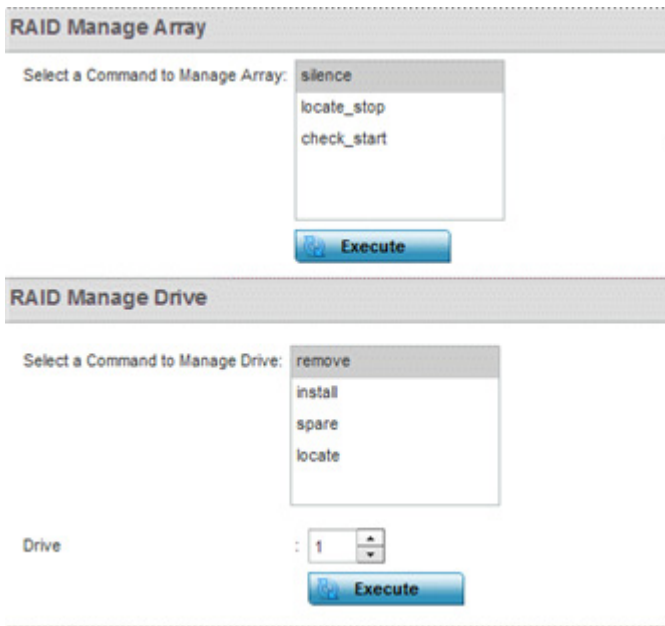 RAID Manage Array
Select a Command to Manage Array: silence
locate_stop
check_start
Execute
RAID Manage Drive
Select a Command to Manage Drive: remove
install
spare
locate
Drive : 1
Execute